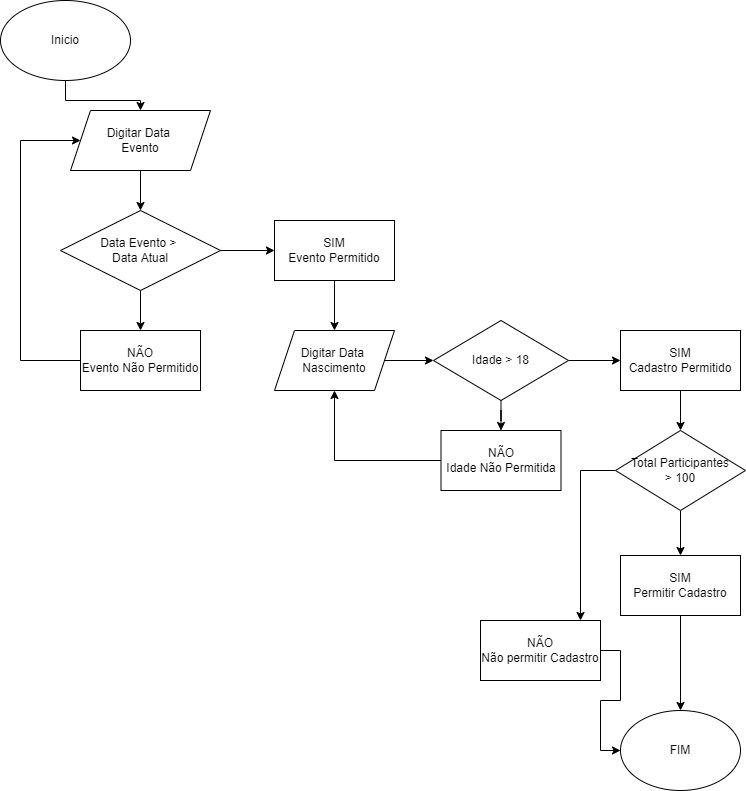 Inicio
Digitar Data
Evento
Data Evento >
Data Atual
SIM
Evento Permitido
NÃO
Evento Não Permitido
Digitar Data
Nascimento
Idade > 18
SIM
Cadastro Permitido
NÃO
Idade Não Permitida
Total Participantes
> 100
SIM
Permitir Cadastro
NÃO
Não permitir Cadastro
FIM